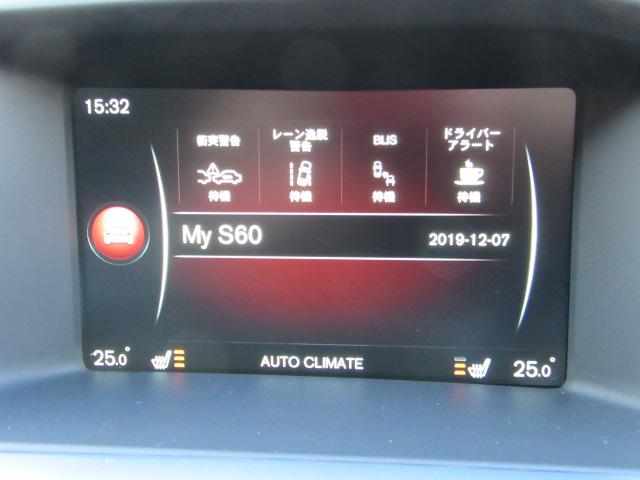 15:32
衝突警告
レーン逸脱
警告
BLIS
ドライバー
アラート
待機
待機
待機
待機
My S60
2019-12-07
25.0°
AUTO CLIMATE
25.0°